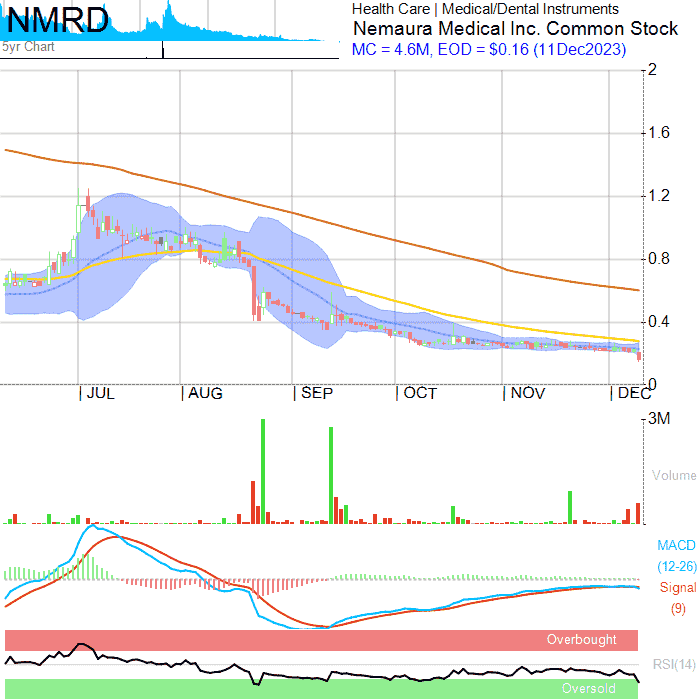 NMRD
5yr Chart
Health Care | Medical/Dental Instruments
Nemaura Medical Inc. Common Stock
MC = 4.6M, EOD = $0.16 (11Dec2023)
2
1.6
1.2
0.8
0.4
0
| JUL | AUG | SEP | OCT | NOV | DEC
3M
Volume
MACD
(12-26)
Signal
(9)
Overbought
RSI(14)
Oversold